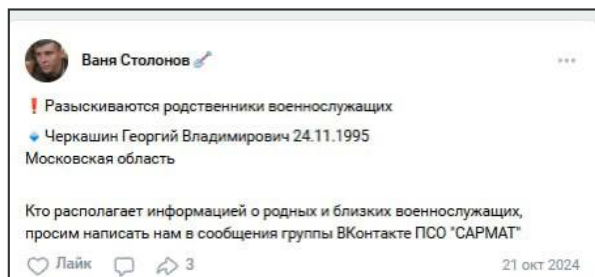 Ваня Столонов
❗ Разыскиваются родственники военнослужащих
🔹 Черкашин Георгий Владимирович 24.11.1995
Московская область
Кто располагает информацией о родных и близких военнослужащих,
просим написать нам в сообщения группы ВКонтакте ПСО "САРМАТ"
Лайк 3 21 окт 2024